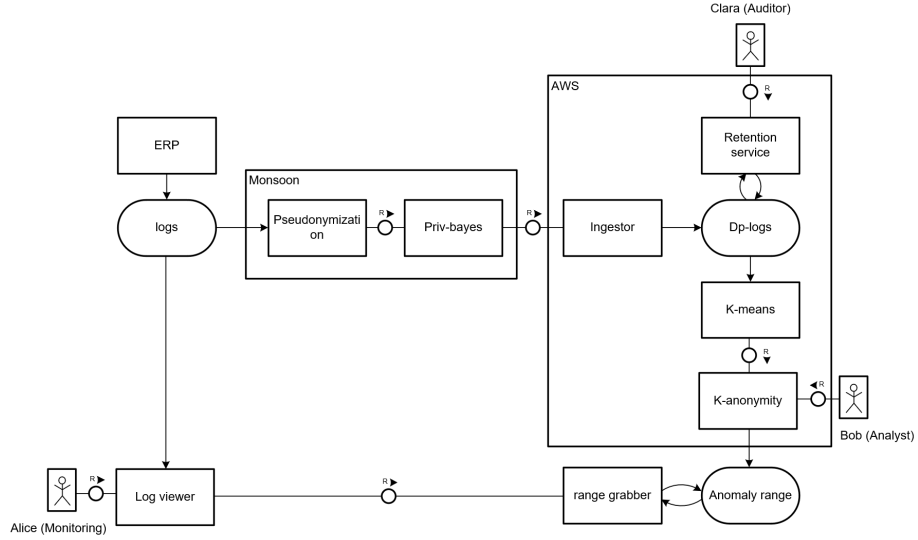 Clara (Auditor)
R
AWS
Retention
service
ERP
Monsoon
logs
Pseudonymizati
on
R
Priv-bayes
R
Ingestor
Dp-logs
K-means
R
K-anonymity
R
Bob (Analyst)
Alice (Monitoring)
R
Log viewer
R
range grabber
Anomaly range